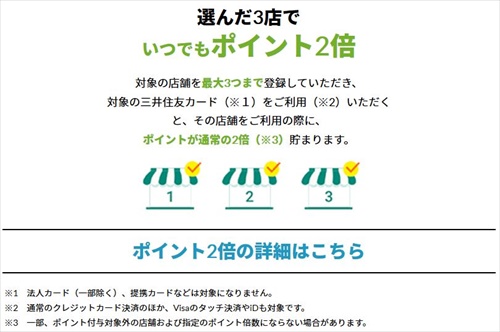 選んだ3店で
いつでもポイント2倍
対象の店舗を最大3つまで登録していただき、
対象の三井住友カード（※１）をご利用（※2）いただく
と、その店舗をご利用の際に、
ポイントが通常の2倍（※3）貯まります。
1 2 3
ポイント2倍の詳細はこちら
※1　法人カード（一部除く）、提携カードなどは対象になりません。
※2　通常のクレジットカード決済のほか、Visaのタッチ決済やiDも対象です。
※3　一部、ポイント付与対象外の店舗および指定のポイント倍数にならない場合があります。